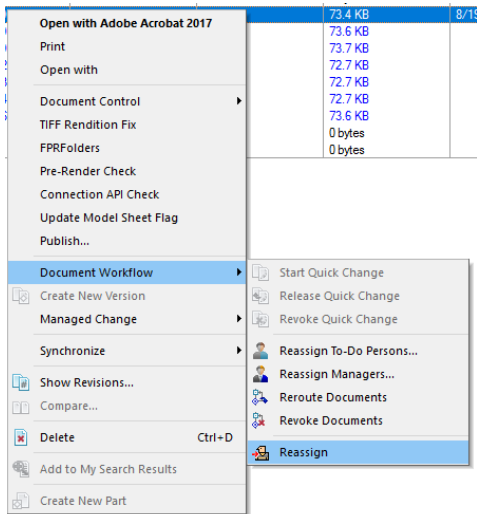 Open with Adobe Acrobat 2017
Print
Open with
Document Control
TIFF Rendition Fix
FPRFolders
Pre-Render Check
Connection API Check
Update Model Sheet Flag
Publish...
Document Workflow
Create New Version
Managed Change
Synchronize
Show Revisions...
Compare...
Delete Ctrl+D
Add to My Search Results
Create New Part
73.4 KB 8/19
73.6 KB
73.7 KB
72.7 KB
72.7 KB
72.7 KB
73.6 KB
0 bytes
0 bytes
Start Quick Change
Release Quick Change
Revoke Quick Change
Reassign To-Do Persons...
Reassign Managers...
Reroute Documents
Revoke Documents
Reassign